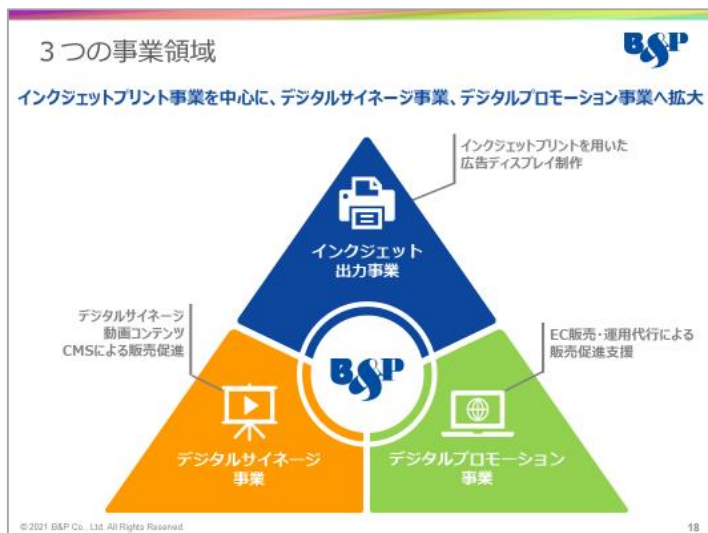 ３つの事業領域
B&P
インクジェットプリント事業を中心に、デジタルサイネージ事業、デジタルプロモーション事業へ拡大
インクジェットプリントを用いた
広告ディスプレイ制作
インクジェット
出力事業
デジタルサイネージ
動画コンテンツ
CMSによる販売促進
EC販売・運用代行による
販売促進支援
B&P
デジタルサイネージ
事業
デジタルプロモーション
事業
© 2021 B&P Co., Ltd. All Rights Reserved.
18